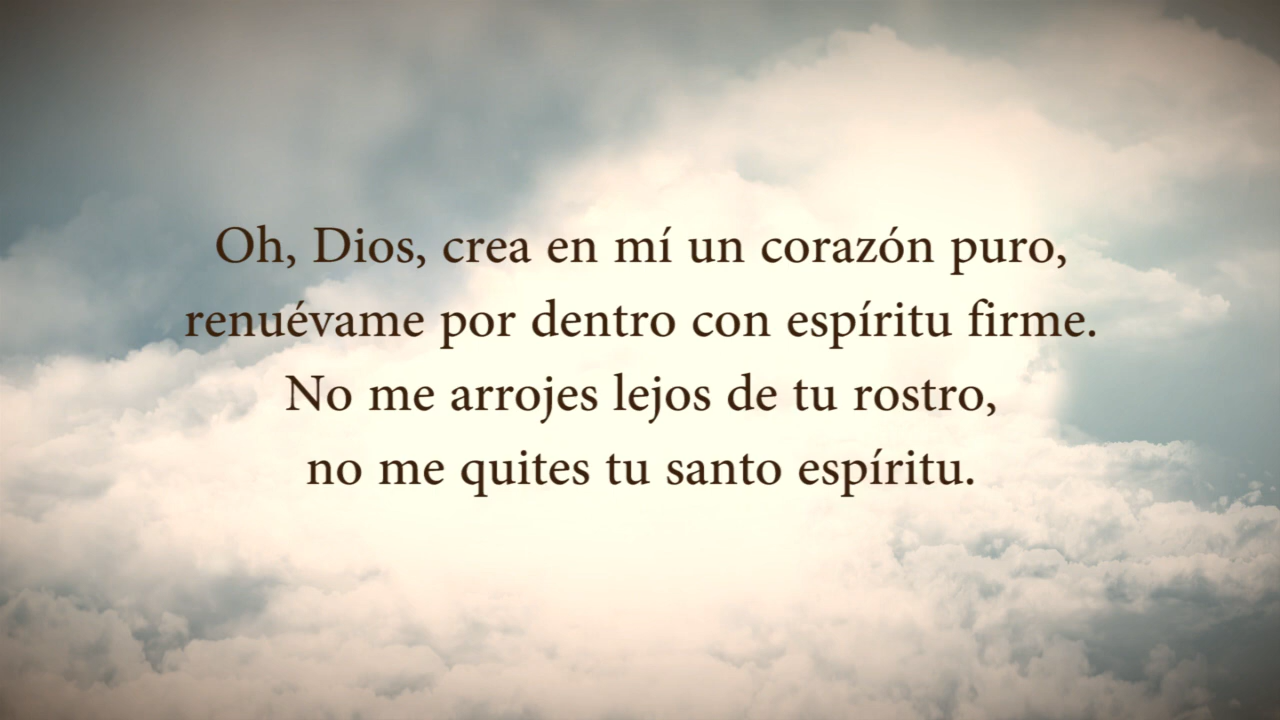 Oh, Dios, crea en mí un corazón puro,
renuévame por dentro con espíritu firme.
No me arrojes lejos de tu rostro,
no me quites tu santo espíritu.